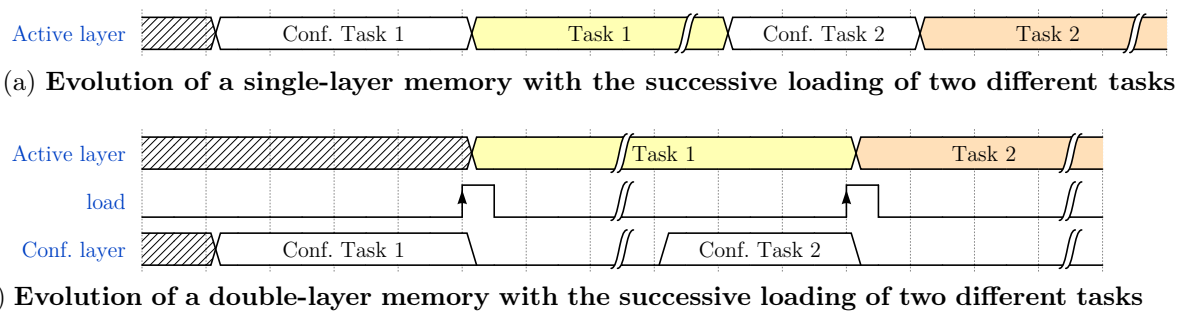 Active layer Conf. Task 1 Task 1 Conf. Task 2 Task 2
(a) Evolution of a single-layer memory with the successive loading of two different tasks
Active layer Task 1 Task 2
load
Conf. layer Conf. Task 1 Conf. Task 2
) Evolution of a double-layer memory with the successive loading of two different tasks